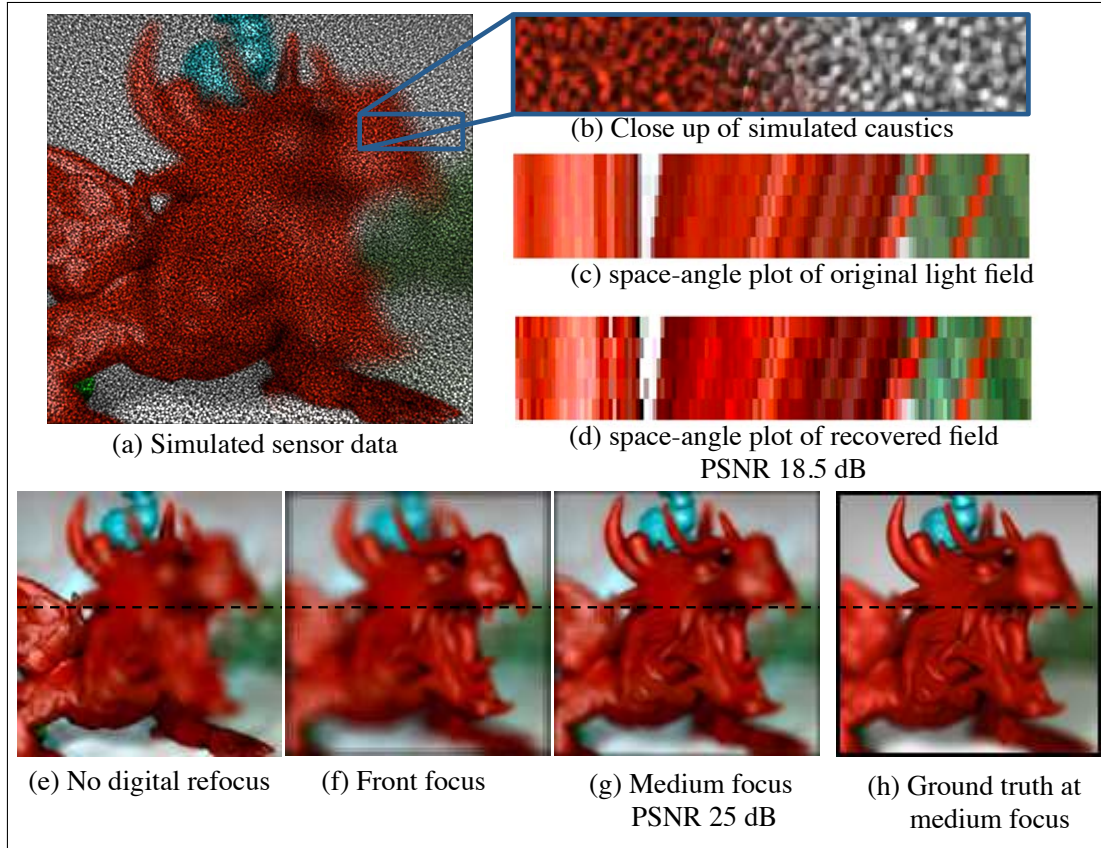 (b) Close up of simulated caustics
(c) space-angle plot of original light field
(a) Simulated sensor data
(d) space-angle plot of recovered field
PSNR 18.5 dB
(e) No digital refocus
(f) Front focus
(g) Medium focus
PSNR 25 dB
(h) Ground truth at
medium focus